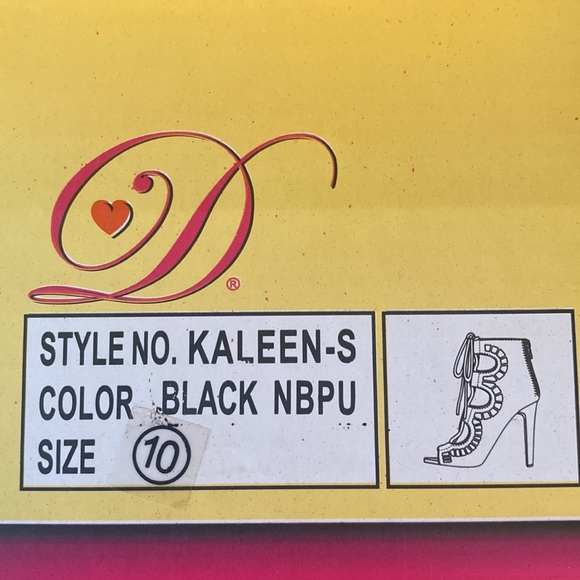 D®
STYLE NO. KALEEN-S
COLOR BLACK NBPU
SIZE 10